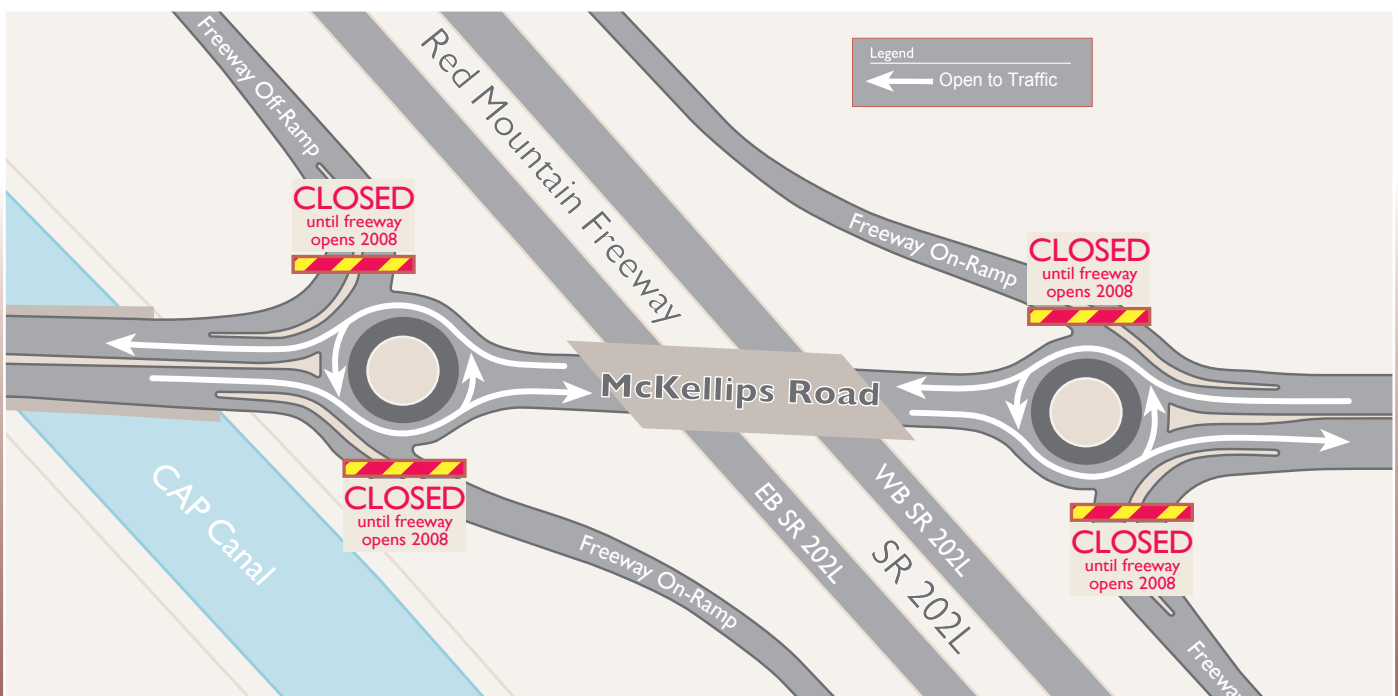 Freeway Off-Ramp
Red Mountain Freeway
Legend
Open to Traffic
CLOSED
until freeway
opens 2008
Freeway On-Ramp
CLOSED
until freeway
opens 2008
McKellips Road
CAP Canal
CLOSED
until freeway
opens 2008
Freeway On-Ramp
EB SR 202L
WB SR 202L
SR 202L
CLOSED
until freeway
opens 2008
Freeway